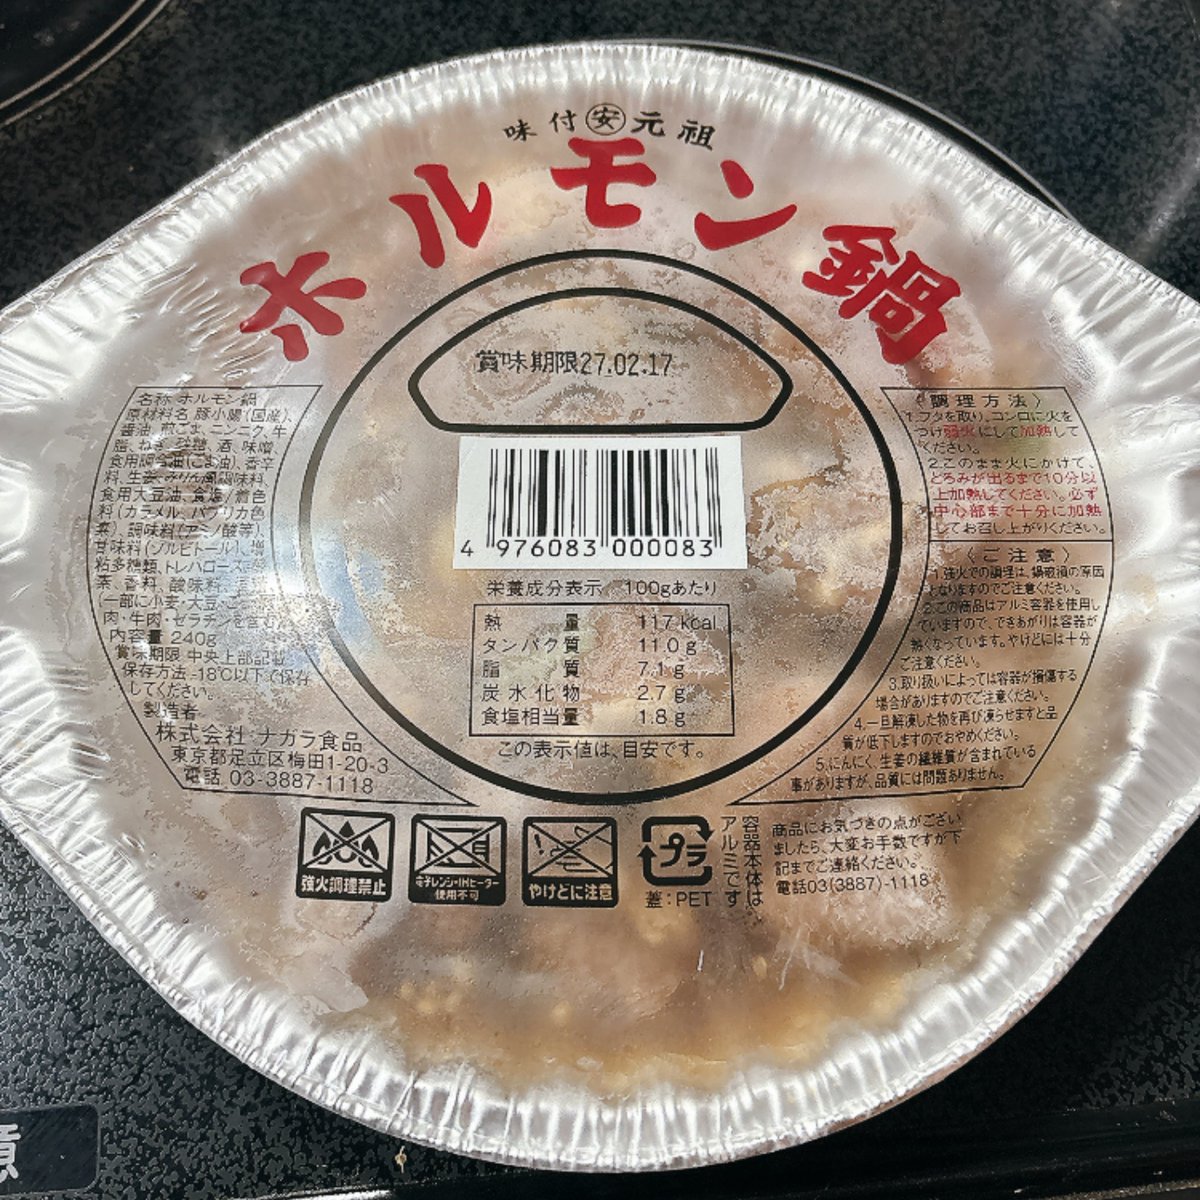 味付㊛元祖
ホルモン鍋
賞味期限27.02.17
名称 ホルモン鍋
原材料名 豚小腸(国産)、
醤油、煎ごま、ニンニク、牛
脂、ねぎ、砂糖、酒、味噌、
食用調合油(ごま油)、香辛
料、生姜、みりん風調味料、
食用大豆油、食塩/着色
料(カラメル、パプリカ色
素)、調味料(アミノ酸等)、
甘味料(ソルビトール)、増
粘多糖類、トレハロース、
香料、酸味料、
一部に小麦・大豆・ご
肉・牛肉・ゼラチンを含む
内容量 240g
賞味期限 中央上部記載
保存方法 -18℃以下で保存
してください。
製造者
株式会社 ナガラ食品
東京都足立区梅田1-20-3
電話 03-3887-1118
4 976083 000083
栄養成分表示 100gあたり
熱量 117kcal
タンパク質 11.0g
脂質 7.1g
炭水化物 2.7g
食塩相当量 1.8g
この表示値は、目安です。
〈調理方法〉
1.フタを取り、コンロに火を
つけ弱火にして加熱して
ください。
2.このまま火にかけて、
とろみが出るまで10分以
上加熱してください。必ず
中心部まで十分に加熱
してお召し上がりください。
〈ご注意〉
1.強火での調理は、鍋破損の原因
となりますのでご注意ください。
2.この商品はアルミ容器を使用し
ていますので、できあがりは容器が
熱くなっています。やけどには十分
ご注意ください。
3.取り扱いによっては容器が損傷する
場合がありますのでご注意ください。
4.一旦解凍した物を再び凍らせますと品
質が低下しますのでおやめください。
5.にんにく、生姜の繊維質が含まれている
事がありますが、品質には問題ありません。
強火調理禁止
電子レンジ・IHヒーター
使用不可
やけどに注意
プラ
蓋:PET
容器本体は
アルミです
商品にお気づきの点がござい
ましたら、大変お手数ですが下
記までご連絡ください。
電話03(3887)-1118
意